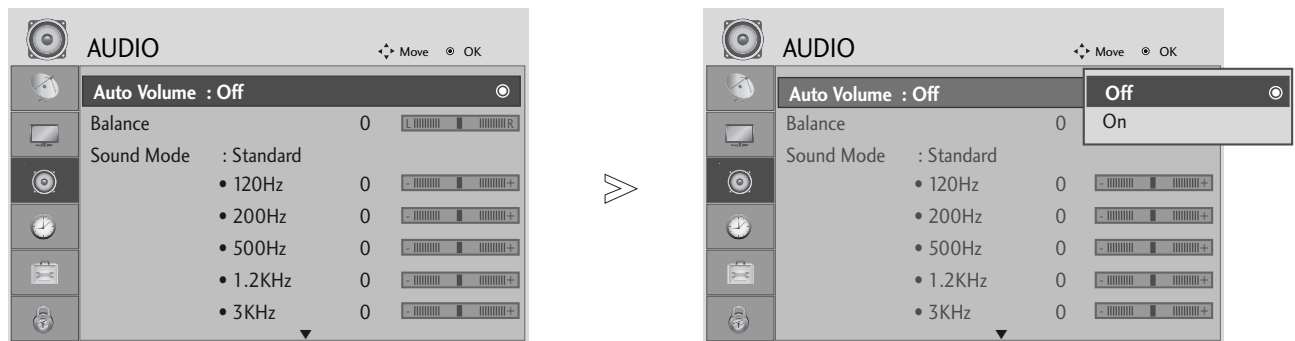 AUDIO
Move OK
Auto Volume : Off
Balance 0 L R
Sound Mode : Standard
• 120Hz 0 - +
• 200Hz 0 - +
• 500Hz 0 - +
• 1.2KHz 0 - +
• 3KHz 0 - +
AUDIO
Move OK
Auto Volume : Off
Off
On
Balance 0
Sound Mode : Standard
• 120Hz 0 - +
• 200Hz 0 - +
• 500Hz 0 - +
• 1.2KHz 0 - +
• 3KHz 0 - +